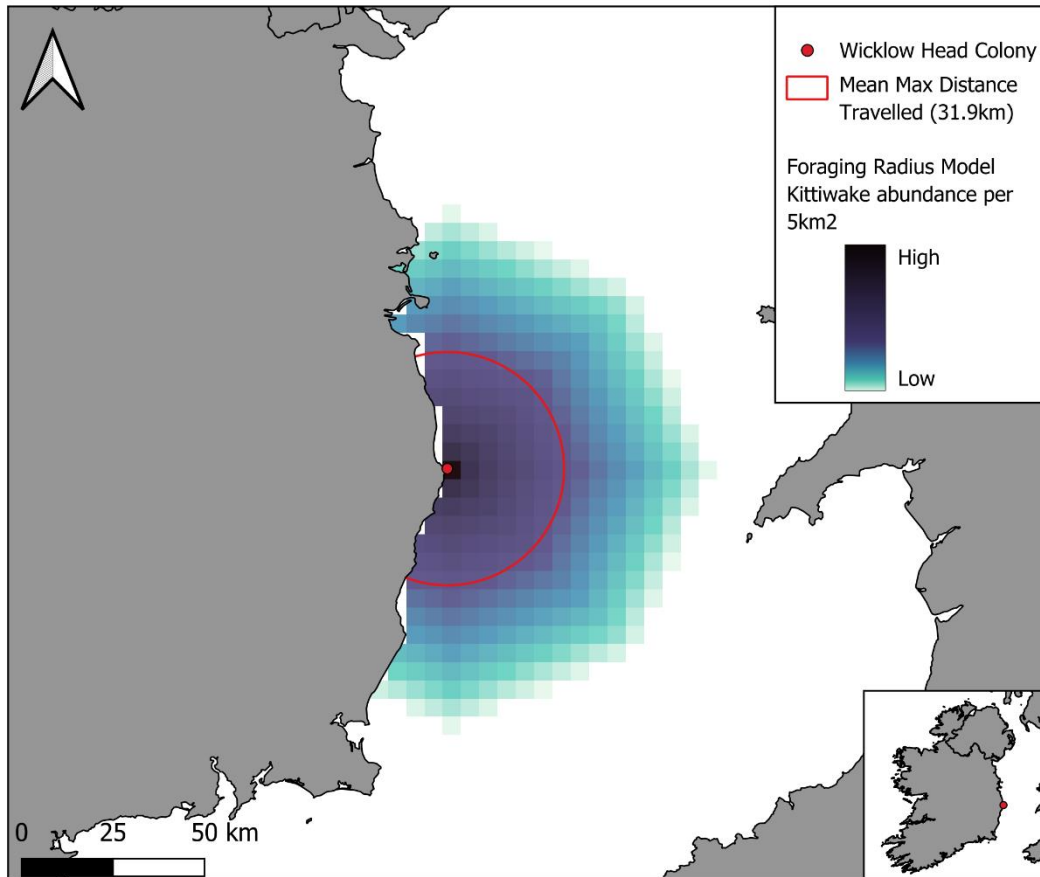 Wicklow Head Colony
Mean Max Distance
Travelled (31.9km)
Foraging Radius Model
Kittiwake abundance per
5km2
High
Low
0 25 50 km